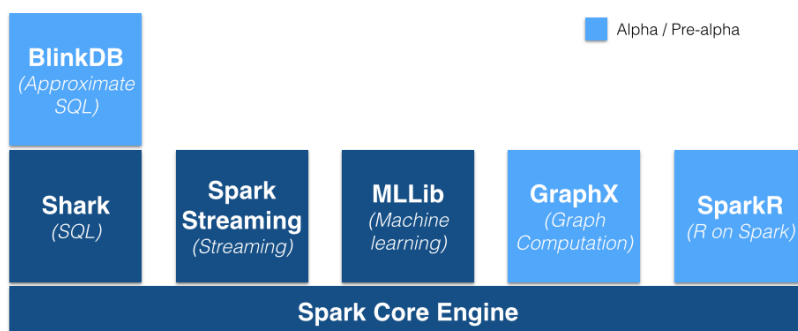 Alpha / Pre-alpha
BlinkDB
(Approximate
SQL)
Shark
(SQL)
Spark
Streaming
(Streaming)
MLLib
(Machine
learning)
GraphX
(Graph
Computation)
SparkR
(R on Spark)
Spark Core Engine